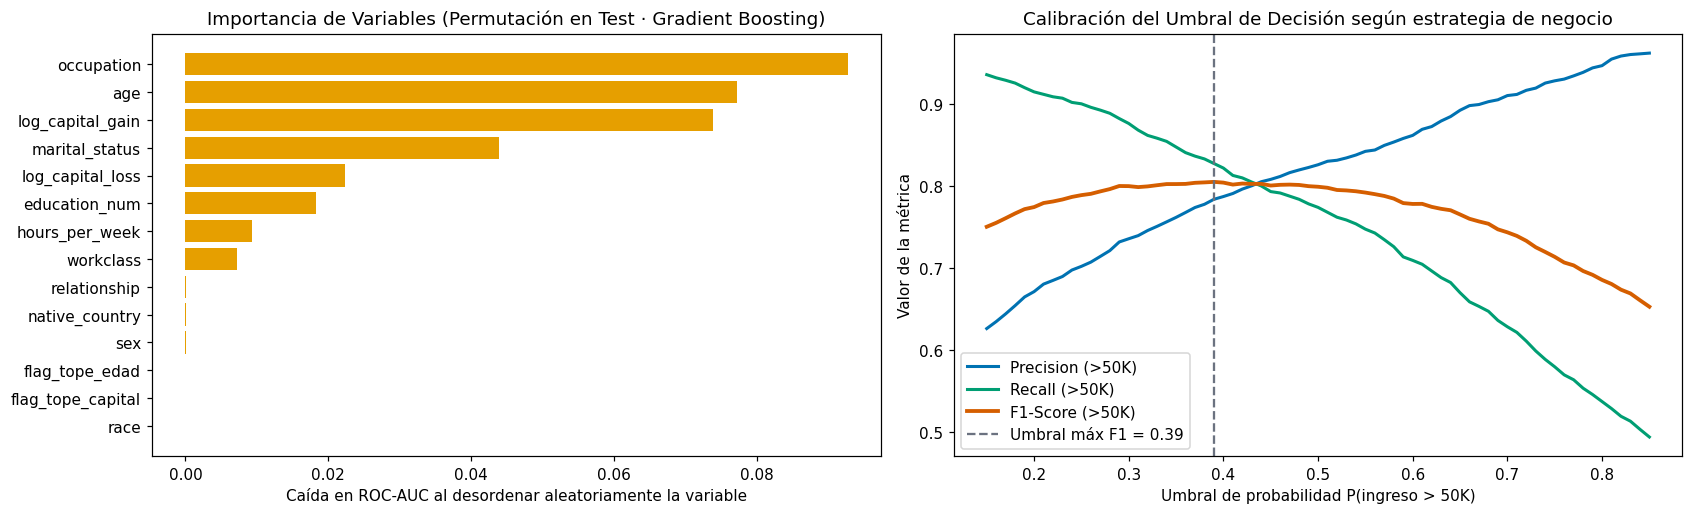 Importancia de Variables (Permutación en Test · Gradient Boosting)
occupation
age
log_capital_gain
marital_status
log_capital_loss
education_num
hours_per_week
workclass
relationship
native_country
sex
flag_tope_edad
flag_tope_capital
race
0.00 0.02 0.04 0.06 0.08
Caída en ROC-AUC al desordenar aleatoriamente la variable
Calibración del Umbral de Decisión según estrategia de negocio
Valor de la métrica
0.9
0.8
0.7
0.6
0.5
Precision (>50K)
Recall (>50K)
F1-Score (>50K)
Umbral máx F1 = 0.39
0.2 0.3 0.4 0.5 0.6 0.7 0.8
Umbral de probabilidad P(ingreso > 50K)